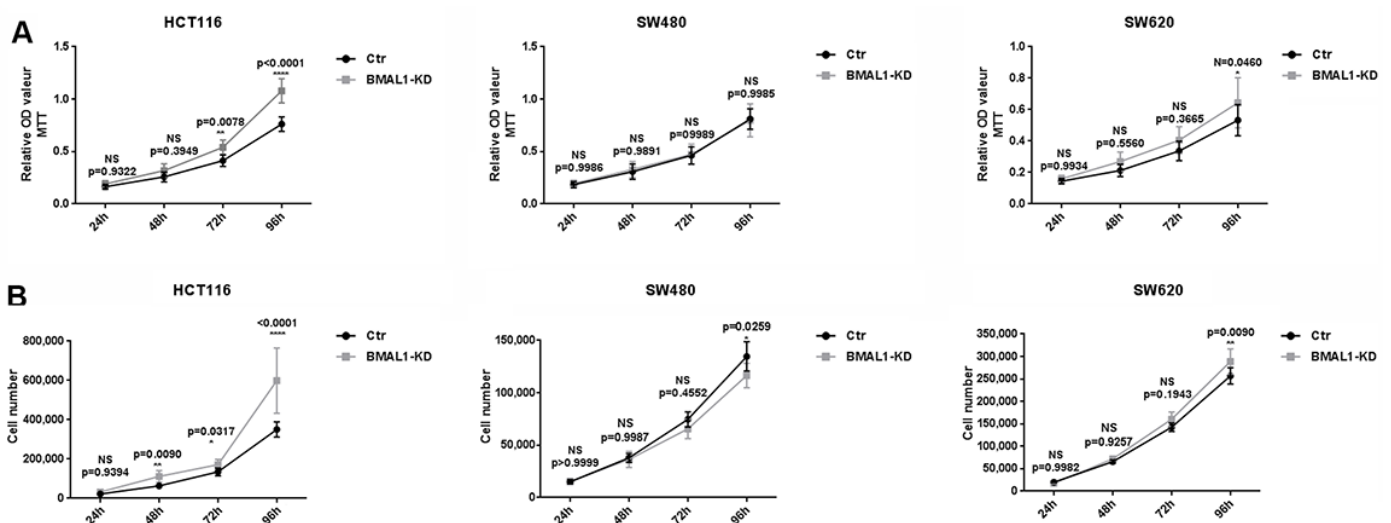 A
HCT116
Relative OD valeur
MTT
1.5
1.0
0.5
0.0
NS
p=0.9322
NS
p=0.3949
p=0.0078
**
p<0.0001
****
24h
48h
72h
96h
Ctr
BMAL1-KD
SW480
Relative OD valeur
MTT
1.5
1.0
0.5
0.0
NS
p=0.9986
NS
p=0.9891
NS
p=09989
NS
p=0.9985
24h
48h
72h
96h
Ctr
BMAL1-KD
SW620
Relative OD valeur
MTT
1.0
0.8
0.6
0.4
0.2
0.0
NS
p=0.9934
NS
p=0.5560
NS
p=0.3665
N=0.0460
*
24h
48h
72h
96h
Ctr
BMAL1-KD
B
HCT116
Cell number
800,000
600,000
400,000
200,000
0
NS
p=0.9394
p=0.0090
**
p=0.0317
*
<0.0001
****
24h
48h
72h
96h
Ctr
BMAL1-KD
SW480
Cell number
150,000
100,000
50,000
0
NS
p>0.9999
NS
p=0.9987
NS
p=0.4552
p=0.0259
*
24h
48h
72h
96h
Ctr
BMAL1-KD
SW620
Cell number
350,000
300,000
250,000
200,000
150,000
100,000
50,000
0
NS
p=0.9982
NS
p=0.9257
NS
p=0.1943
p=0.0090
**
24h
48h
72h
96h
Ctr
BMAL1-KD